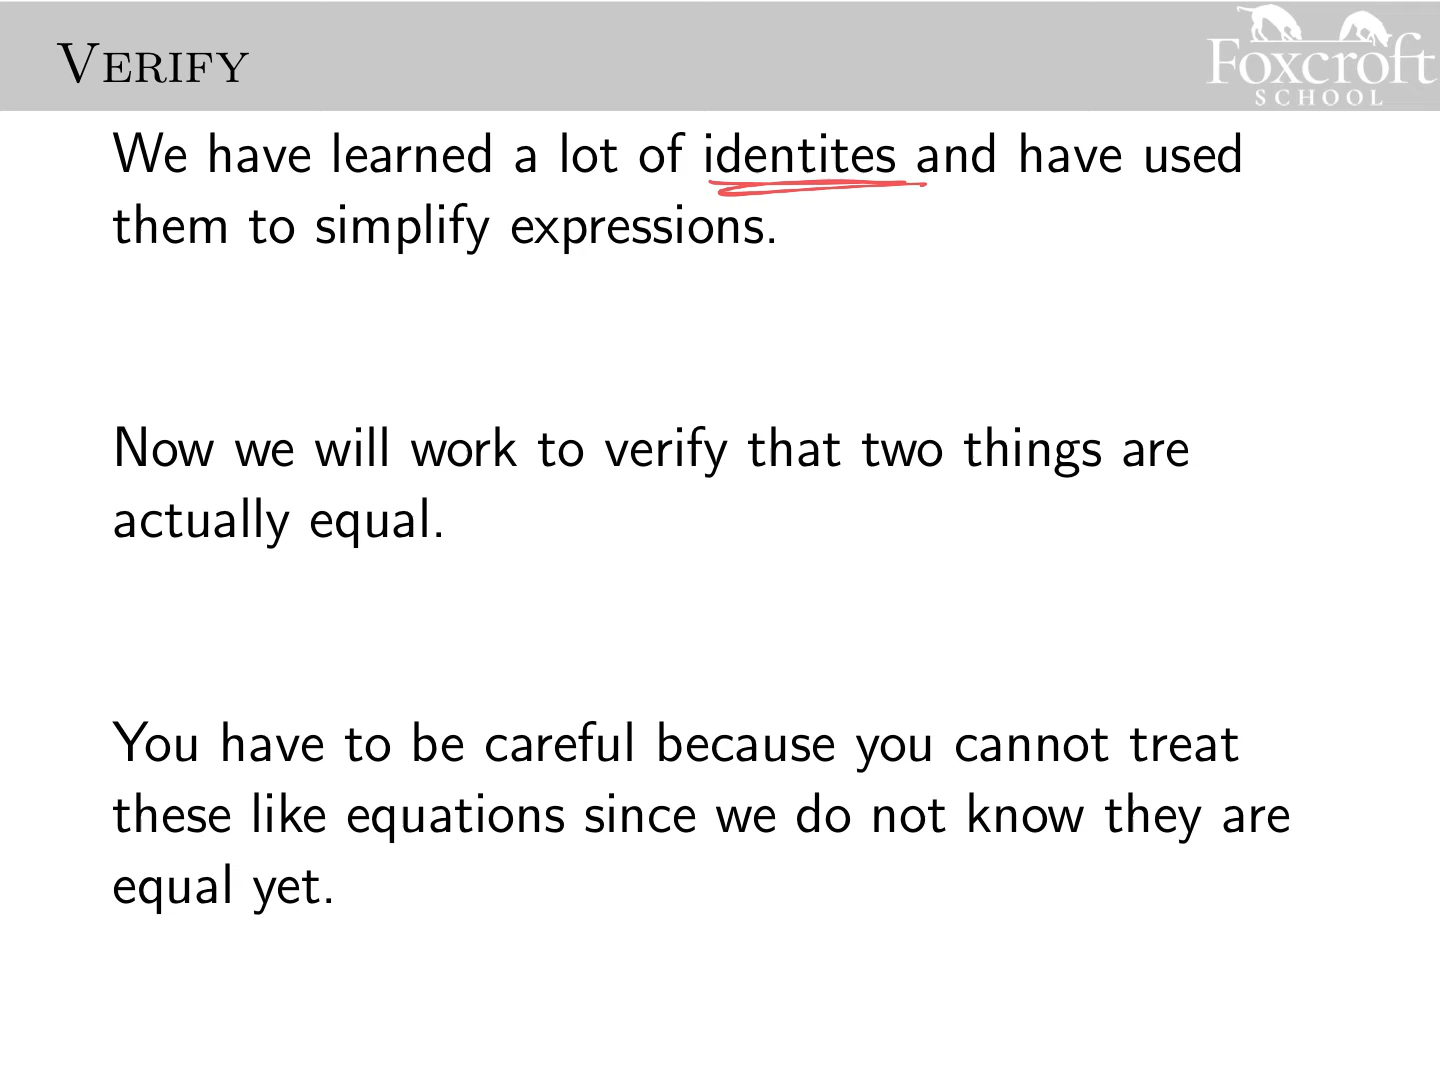 VERIFY
Foxcroft
SCHOOL
We have learned a lot of identites and have used
them to simplify expressions.
Now we will work to verify that two things are
actually equal.
You have to be careful because you cannot treat
these like equations since we do not know they are
equal yet.